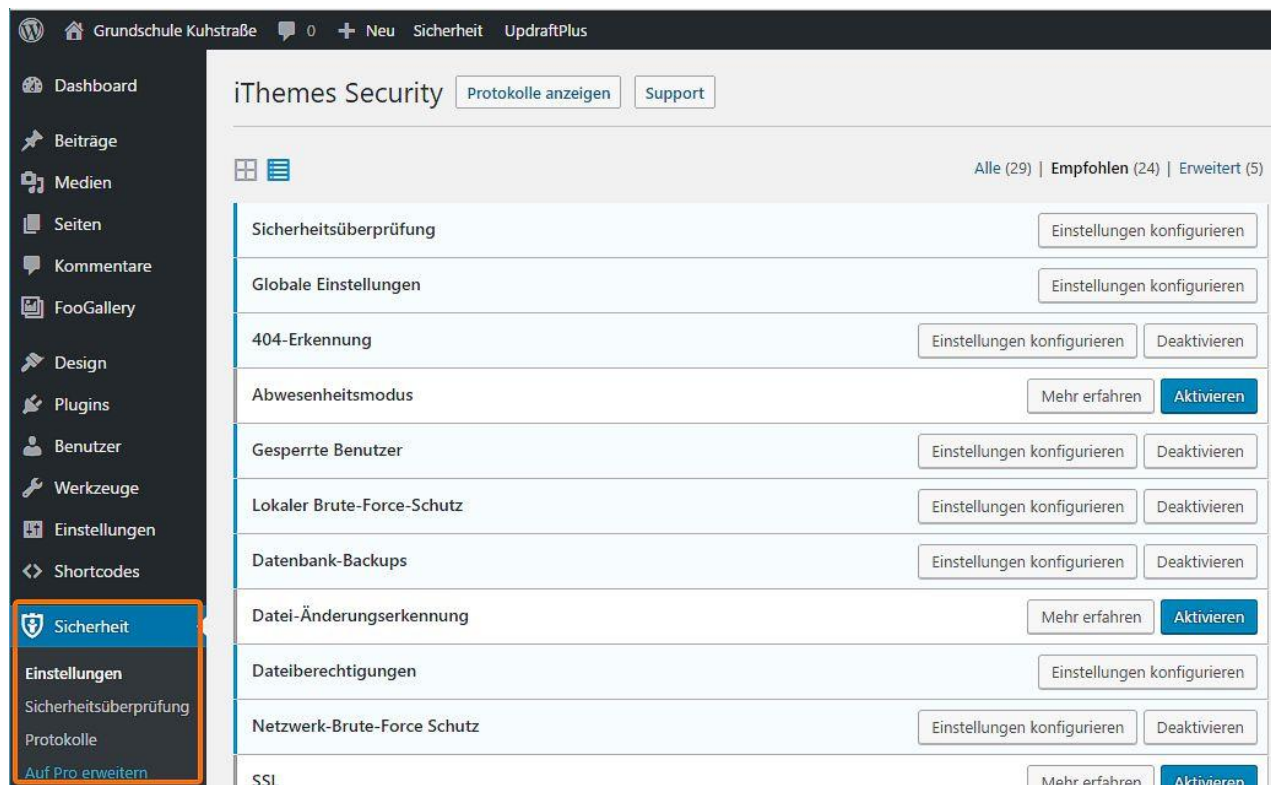 Grundschule Kuhstraße 0 Neu Sicherheit UpdraftPlus
Dashboard
Beiträge
Medien
Seiten
Kommentare
FooGallery
Design
Plugins
Benutzer
Werkzeuge
Einstellungen
Shortcodes
Sicherheit
Einstellungen
Sicherheitsüberprüfung
Protokolle
Auf Pro erweitern
iThemes Security Protokolle anzeigen Support
Alle (29) | Empfohlen (24) | Erweitert (5)
Sicherheitsüberprüfung Einstellungen konfigurieren
Globale Einstellungen Einstellungen konfigurieren
404-Erkennung Einstellungen konfigurieren Deaktivieren
Abwesenheitsmodus Mehr erfahren Aktivieren
Gesperrte Benutzer Einstellungen konfigurieren Deaktivieren
Lokaler Brute-Force-Schutz Einstellungen konfigurieren Deaktivieren
Datenbank-Backups Einstellungen konfigurieren Deaktivieren
Datei-Änderungserkennung Mehr erfahren Aktivieren
Dateiberechtigungen Einstellungen konfigurieren
Netzwerk-Brute-Force Schutz Einstellungen konfigurieren Deaktivieren
SSL Mehr erfahren Aktivieren